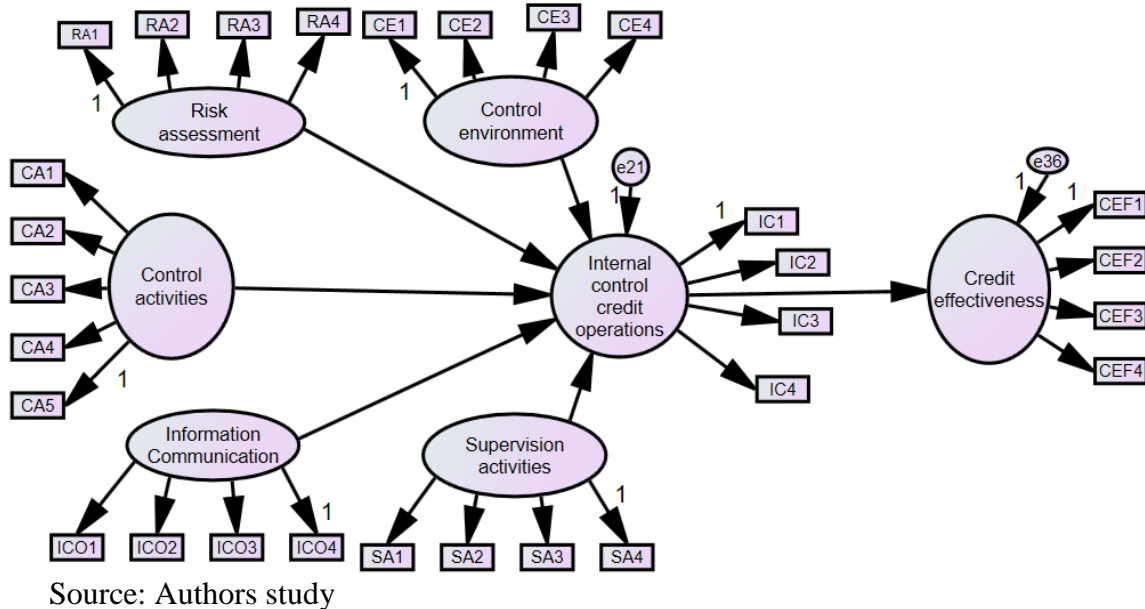 RA1
RA2
RA3
RA4
1
Risk
assessment
CE1
CE2
CE3
CE4
1
Control
environment
CA1
CA2
CA3
CA4
CA5
1
Control
activities
e21
1
Internal
control
credit
operations
1
IC1
IC2
IC3
IC4
e36
1
1
Credit
effectiveness
CEF1
CEF2
CEF3
CEF4
Information
Communication
1
ICO1
ICO2
ICO3
ICO4
Supervision
activities
1
SA1
SA2
SA3
SA4
Source: Authors study